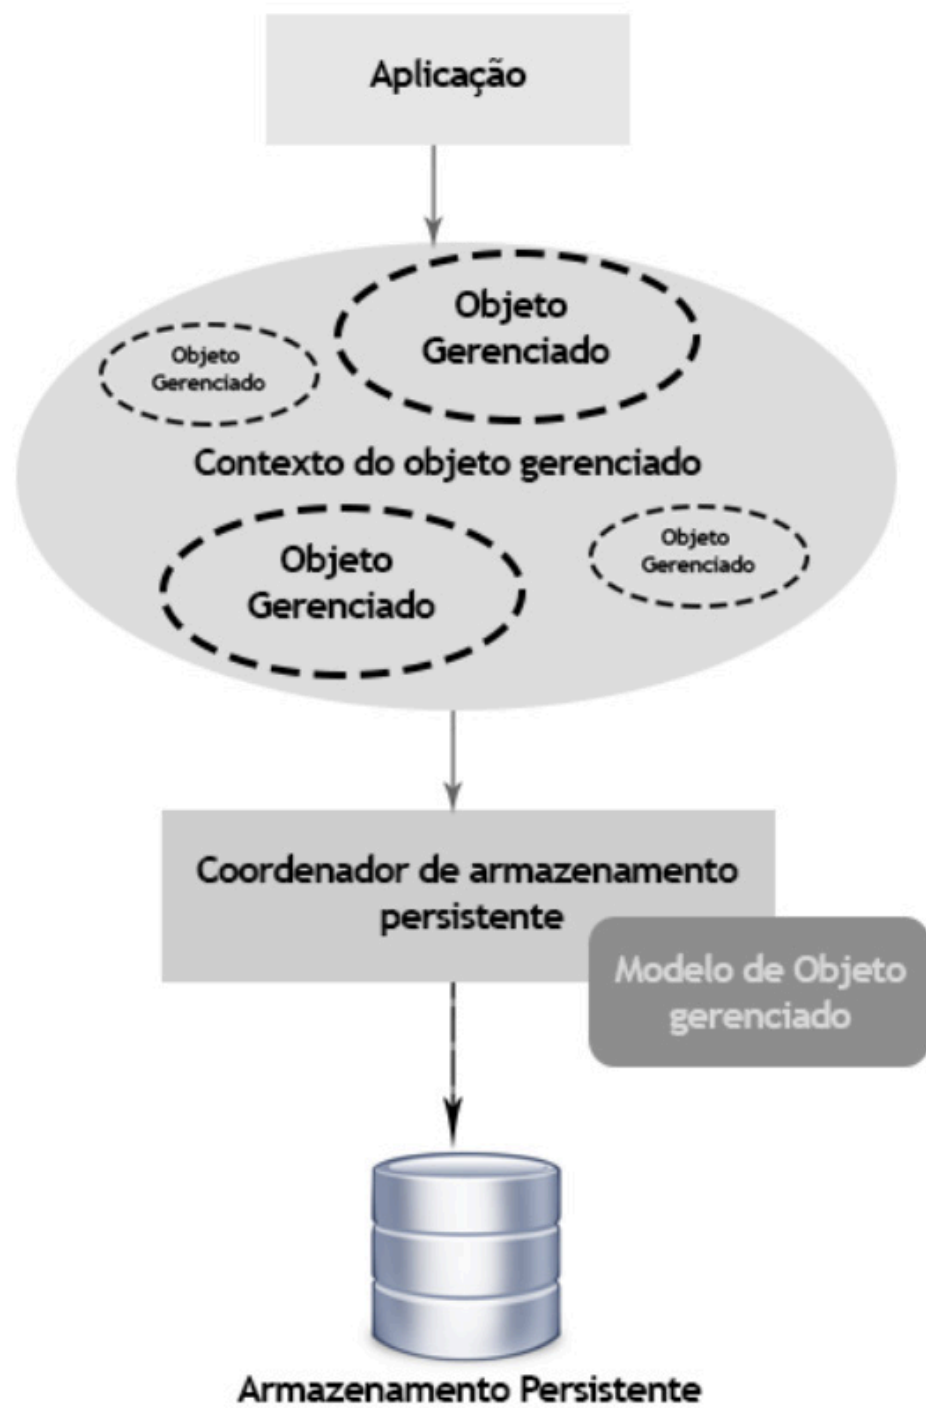 Aplicação
Objeto
Gerenciado
Objeto
Gerenciado
Contexto do objeto gerenciado
Objeto
Gerenciado
Objeto
Gerenciado
Coordenador de armazenamento
persistente
Modelo de Objeto
gerenciado
Armazenamento Persistente